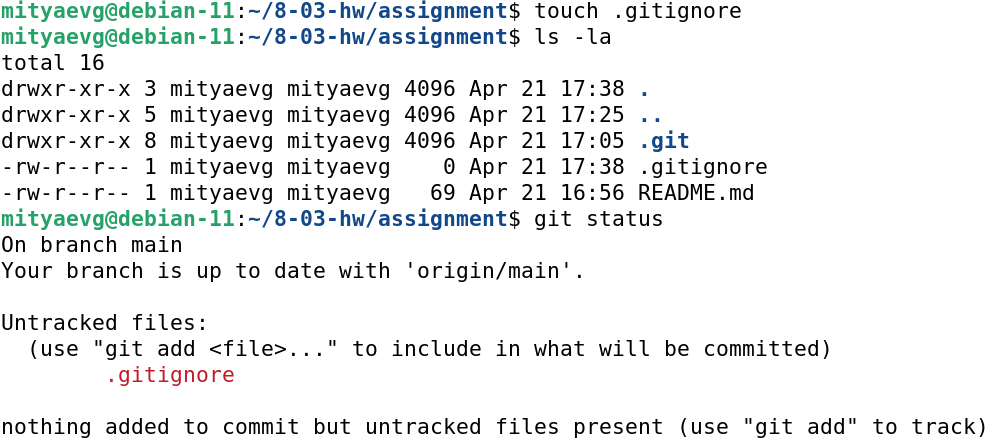 mityaevg@debian-11:~/8-03-hw/assignment$ touch .gitignore
mityaevg@debian-11:~/8-03-hw/assignment$ ls -la
total 16
drwxr-xr-x 3 mityaevg mityaevg 4096 Apr 21 17:38 .
drwxr-xr-x 5 mityaevg mityaevg 4096 Apr 21 17:25 ..
drwxr-xr-x 8 mityaevg mityaevg 4096 Apr 21 17:05 .git
-rw-r--r-- 1 mityaevg mityaevg    0 Apr 21 17:38 .gitignore
-rw-r--r-- 1 mityaevg mityaevg   69 Apr 21 16:56 README.md
mityaevg@debian-11:~/8-03-hw/assignment$ git status
On branch main
Your branch is up to date with 'origin/main'.

Untracked files:
  (use "git add <file>..." to include in what will be committed)
        .gitignore

nothing added to commit but untracked files present (use "git add" to track)